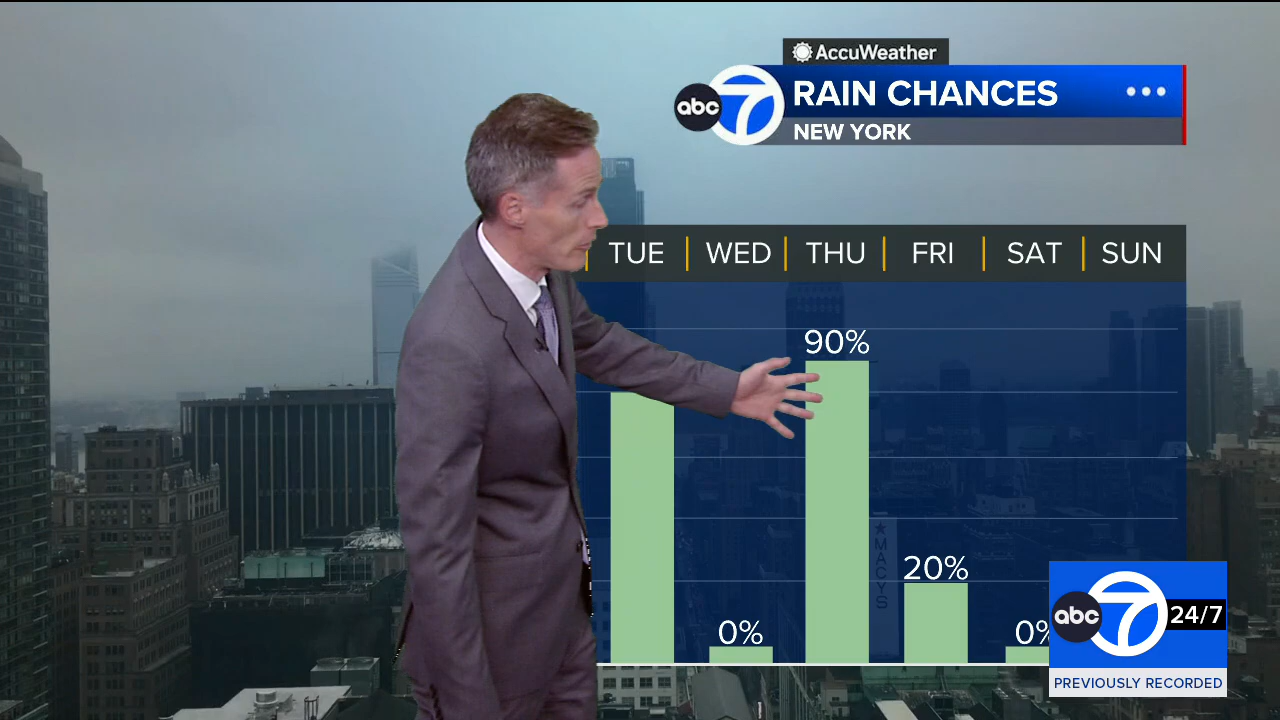 AccuWeather
abc 7
RAIN CHANCES
NEW YORK
TUE WED THU FRI SAT SUN
90%
20%
0%
0%
★MACYS
abc 7 24/7
PREVIOUSLY RECORDED